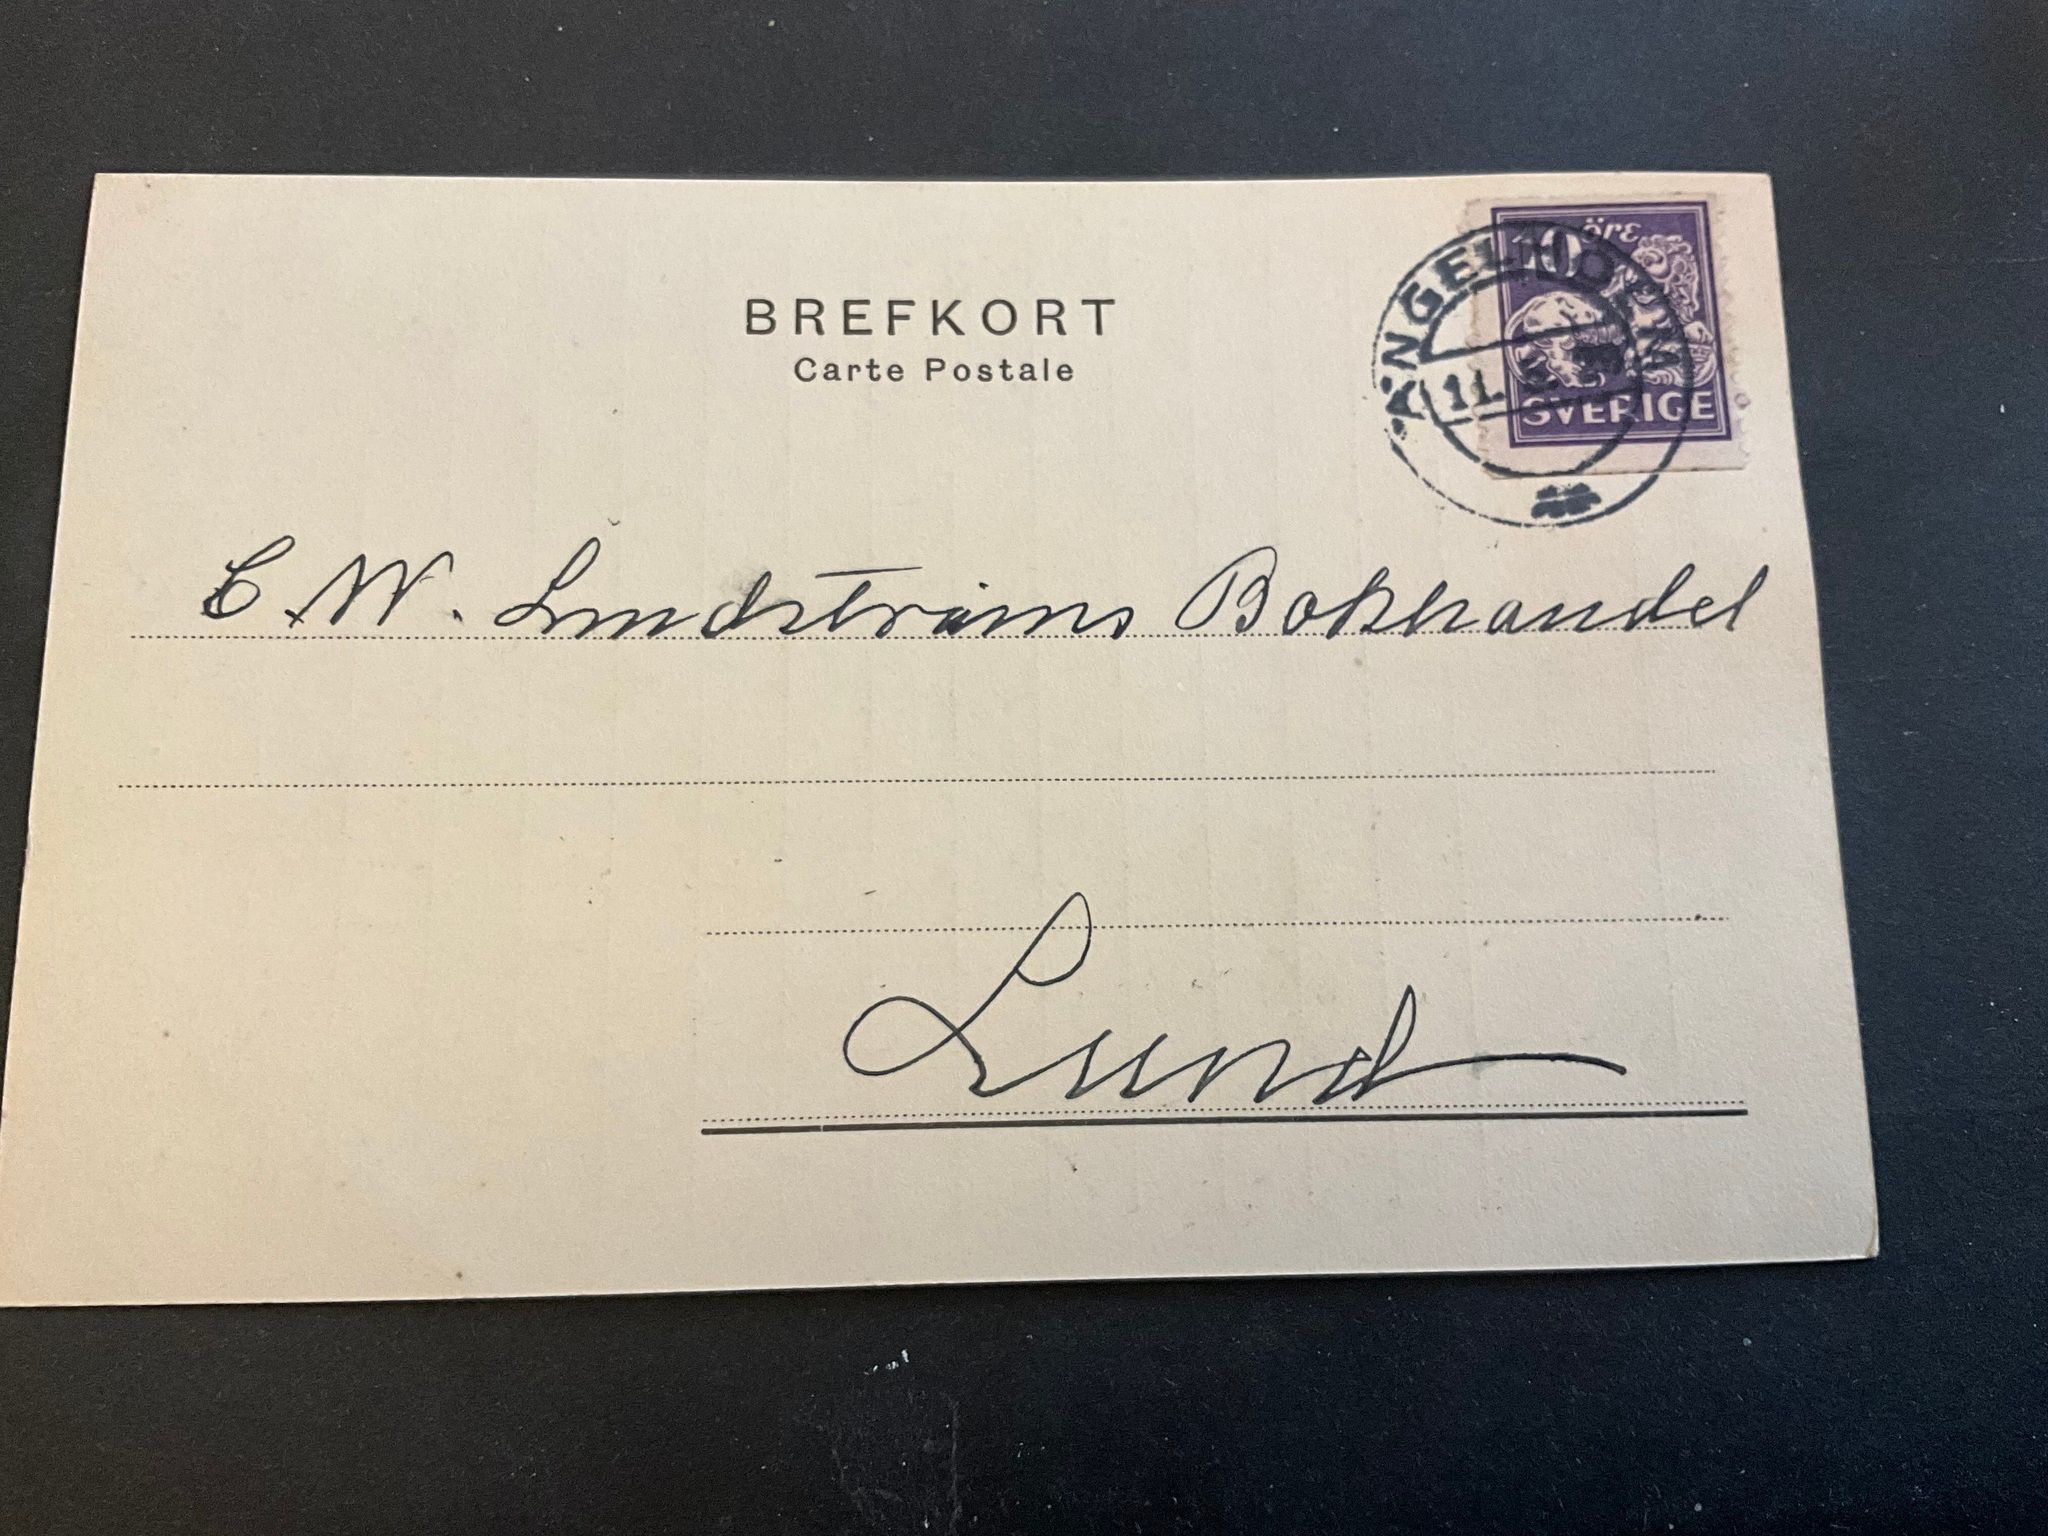 BREFKORT
Carte Postale
10 öre
SVERIGE
ÄNGELHOLM
11.
C. W. Lindströms Bokhandel
Lund